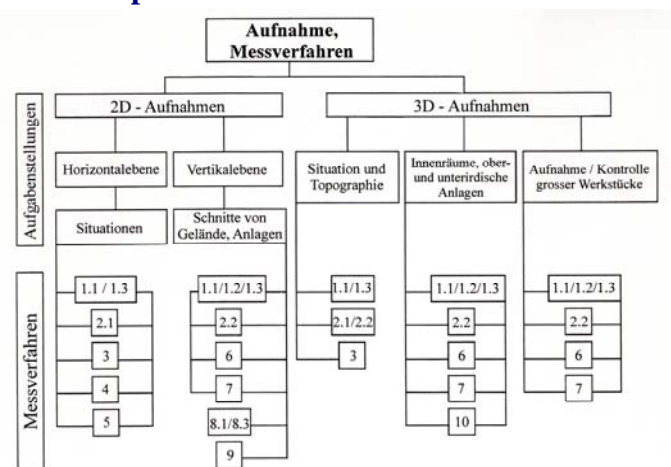 Aufnahme,
Messverfahren
Aufgabenstellungen
2D - Aufnahmen
3D - Aufnahmen
Horizontalebene
Vertikalebene
Situation und
Topographie
Innenräume, ober-
und unterirdische
Anlagen
Aufnahme / Kontrolle
grosser Werkstücke
Situationen
Schnitte von
Gelände, Anlagen
Messverfahren
1.1 / 1.3
2.1
3
4
5
1.1/1.2/1.3
2.2
6
7
8.1/8.3
9
1.1/1.3
2.1/2.2
3
1.1/1.2/1.3
2.2
6
7
10
1.1/1.2/1.3
2.2
6
7